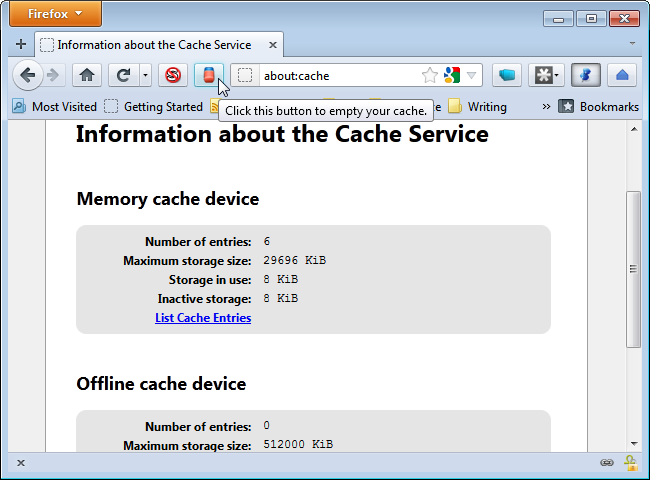 Firefox
Information about the Cache Service
about:cache
Most Visited
Getting Started
Writing
»
Bookmarks
Click this button to empty your cache.
Information about the Cache Service
Memory cache device
Number of entries: 6
Maximum storage size: 29696 KiB
Storage in use: 8 KiB
Inactive storage: 8 KiB
List Cache Entries
Offline cache device
Number of entries: 0
Maximum storage size: 512000 KiB